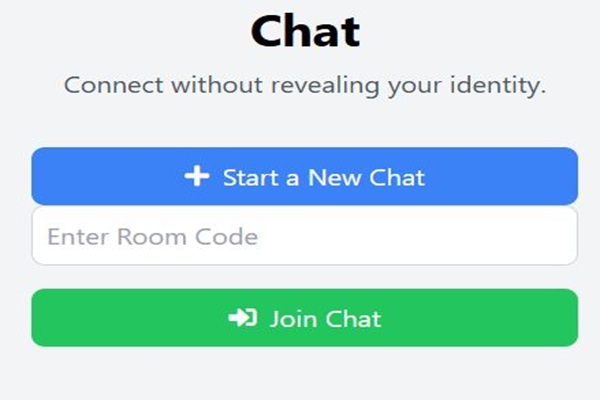 Chat
Connect without revealing your identity.
Start a New Chat
Enter Room Code
Join Chat